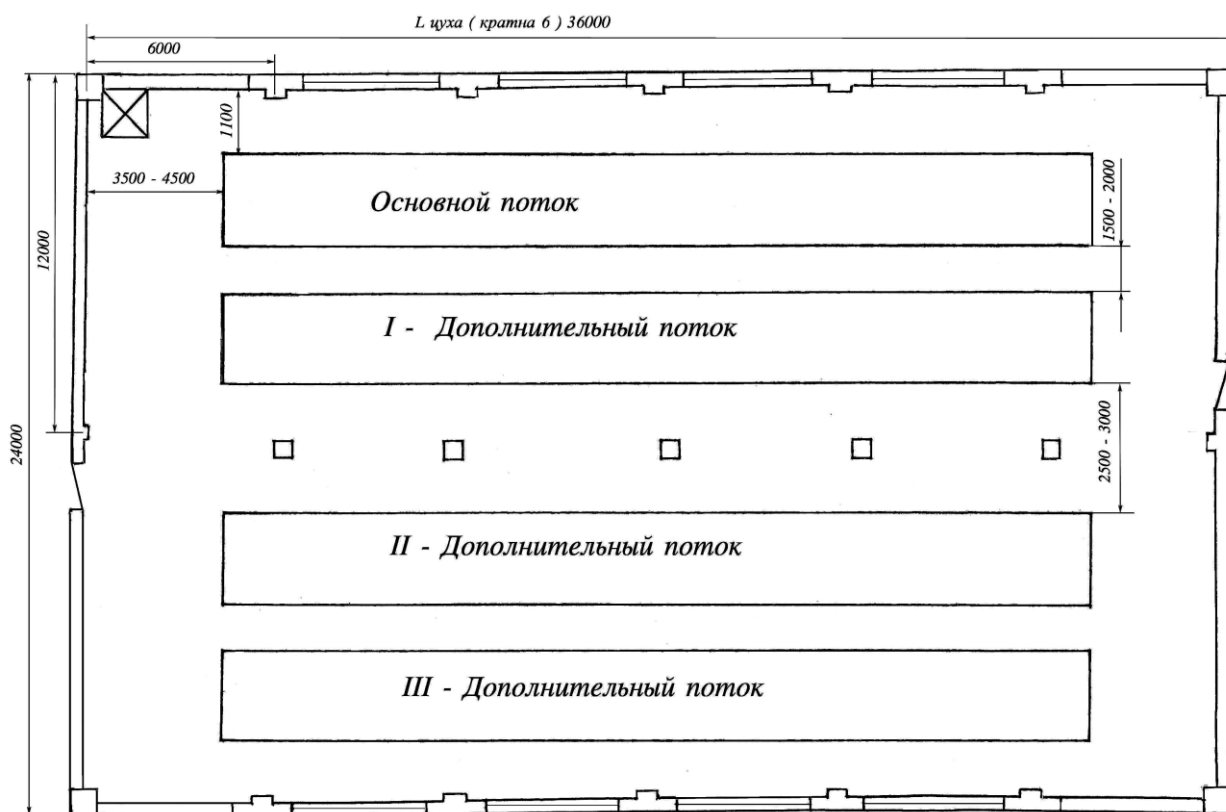 L цуха ( кратна 6 ) 36000
6000
1100
3500 - 4500
Основной поток
1500 - 2000
12000
I - Дополнительный поток
24000
2500 - 3000
II - Дополнительный поток
III - Дополнительный поток